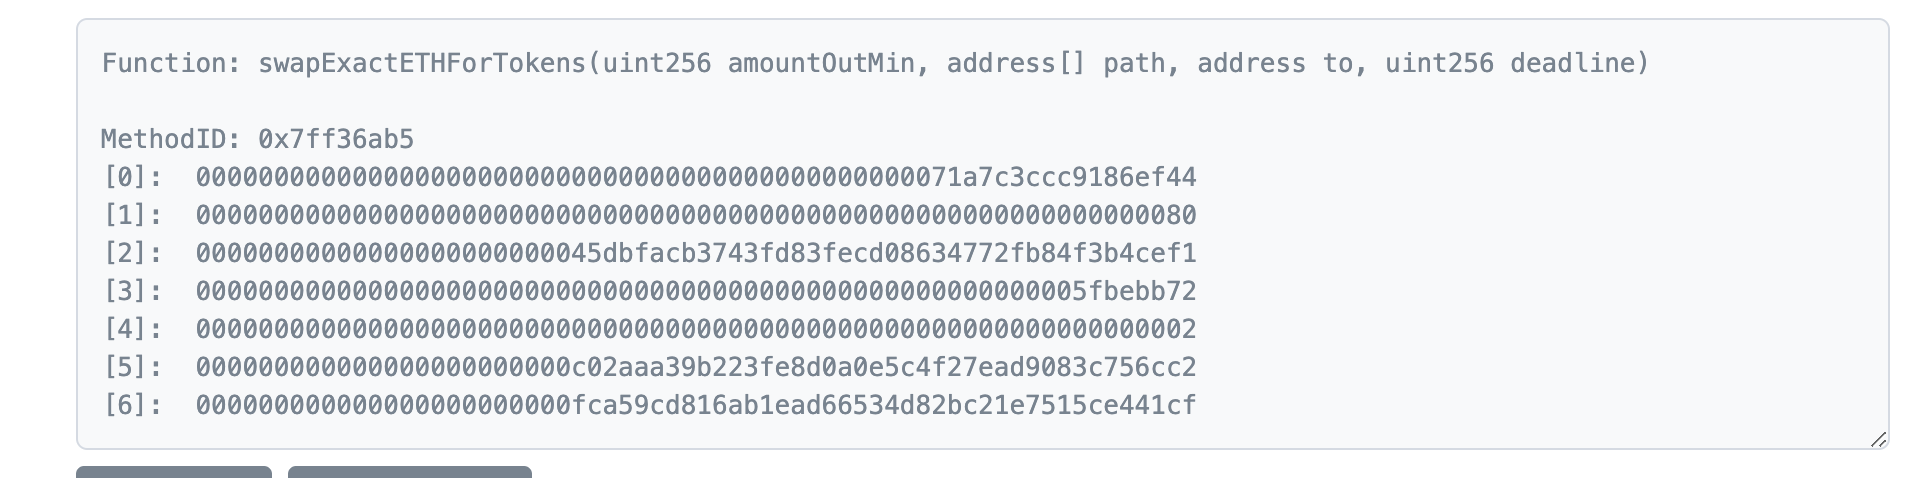 Function: swapExactETHForTokens(uint256 amountOutMin, address[] path, address to, uint256 deadline)
MethodID: 0x7ff36ab5
[0]: 0000000000000000000000000000000000000000000000071a7c3ccc9186ef44
[1]: 0000000000000000000000000000000000000000000000000000000000000080
[2]: 00000000000000000000000045dbfacb3743fd83fecd08634772fb84f3b4cef1
[3]: 000000000000000000000000000000000000000000000000000000005fbebb72
[4]: 0000000000000000000000000000000000000000000000000000000000000002
[5]: 000000000000000000000000c02aaa39b223fe8d0a0e5c4f27ead9083c756cc2
[6]: 000000000000000000000000fca59cd816ab1ead66534d82bc21e7515ce441cf